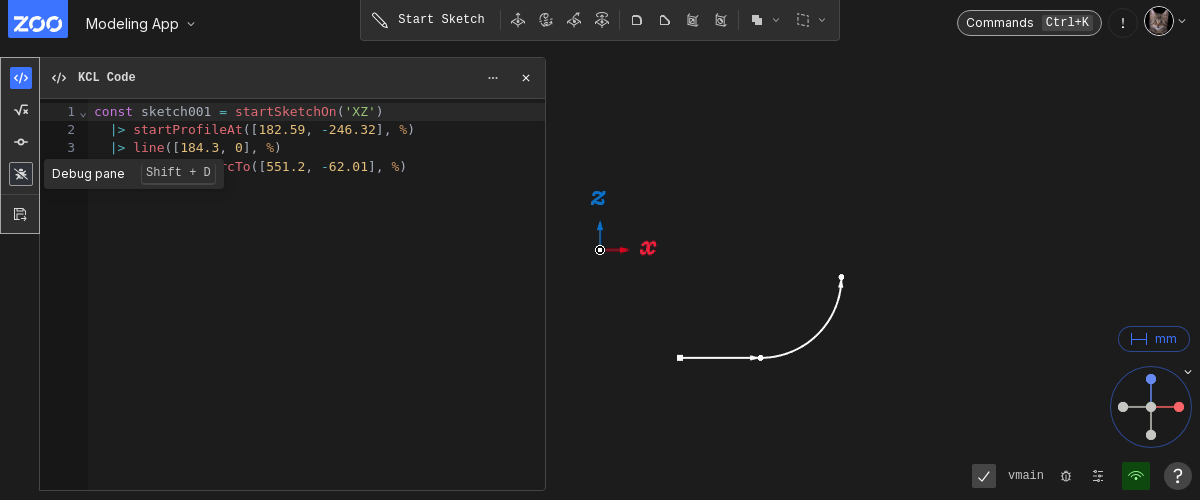 ZOO Modeling App Start Sketch Commands Ctrl+K !
KCL Code
1 const sketch001 = startSketchOn('XZ')
2 |> startProfileAt([182.59, -246.32], %)
3 |> line([184.3, 0], %)
rcTo([551.2, -62.01], %)
Debug pane Shift + D
z
x
mm
vmain ?